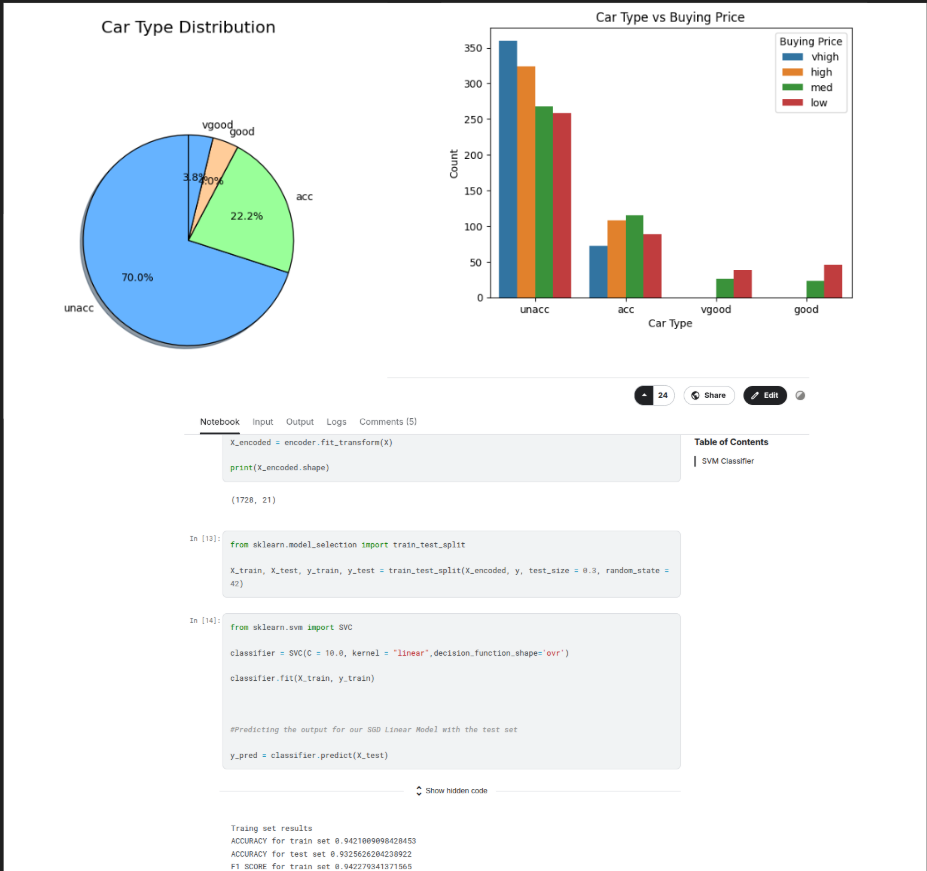 Car Type Distribution
vgood
good
3.8%
4.0%
acc
22.2%
70.0%
unacc
Car Type vs Buying Price
Buying Price
vhigh
high
med
low
350
300
250
200
150
100
50
0
Count
unacc
acc
vgood
good
Car Type
24
Share
Edit
Notebook
Input
Output
Logs
Comments (5)
Table of Contents
SVM Classifier
X_encoded = encoder.fit_transform(X)
print(X_encoded.shape)
(1728, 21)
In [13]:
from sklearn.model_selection import train_test_split
X_train, X_test, y_train, y_test = train_test_split(X_encoded, y, test_size = 0.3, random_state =
42)
In [14]:
from sklearn.svm import SVC
classifier = SVC(C = 10.0, kernel = "linear",decision_function_shape='ovr')
classifier.fit(X_train, y_train)
#Predicting the output for our SGD Linear Model with the test set
y_pred = classifier.predict(X_test)
Show hidden code
Traing set results
ACCURACY for train set 0.9421009098428453
ACCURACY for test set 0.9325626204238922
F1 SCORE for train set 0.942279341371565